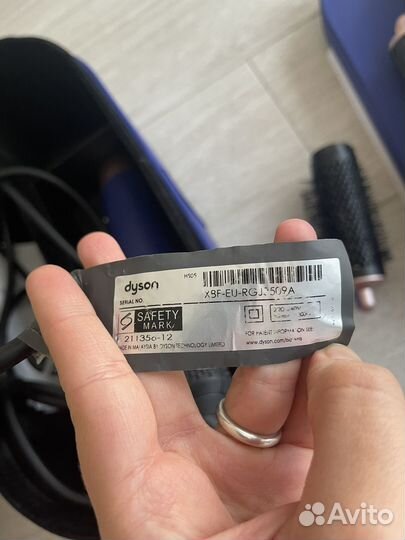 dyson
HS05
SERIAL NO.
X8F-EU-RGJ3509A
S SAFETY
MARK
211356-12
MADE IN MALAYSIA BY DYSON TECHNOLOGY LIMITED
FOR PATENT INFORMATION SEE:
www.dyson.com/
Avito